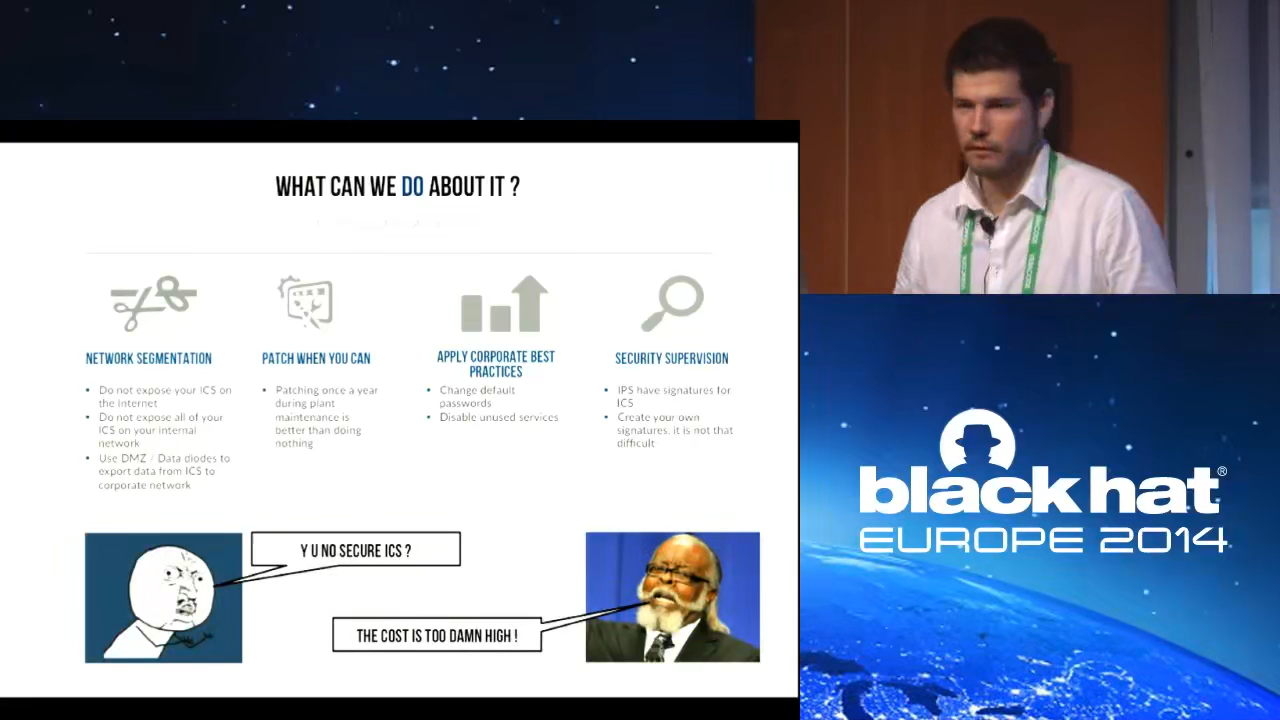 WHAT CAN WE DO ABOUT IT ?
NETWORK SEGMENTATION
• Do not expose your ICS on
the Internet
• Do not expose all of your
ICS on your internal
network
• Use DMZ / Data diodes to
export data from ICS to
corporate network
PATCH WHEN YOU CAN
• Patching once a year
during plant
maintenance is
better than doing
nothing
APPLY CORPORATE BEST
PRACTICES
• Change default
passwords
• Disable unused services
SECURITY SUPERVISION
• IPS have signatures for
ICS
• Create your own
signatures, it is not that
difficult
Y U NO SECURE ICS ?
THE COST IS TOO DAMN HIGH !
black hat®
EUROPE 2014